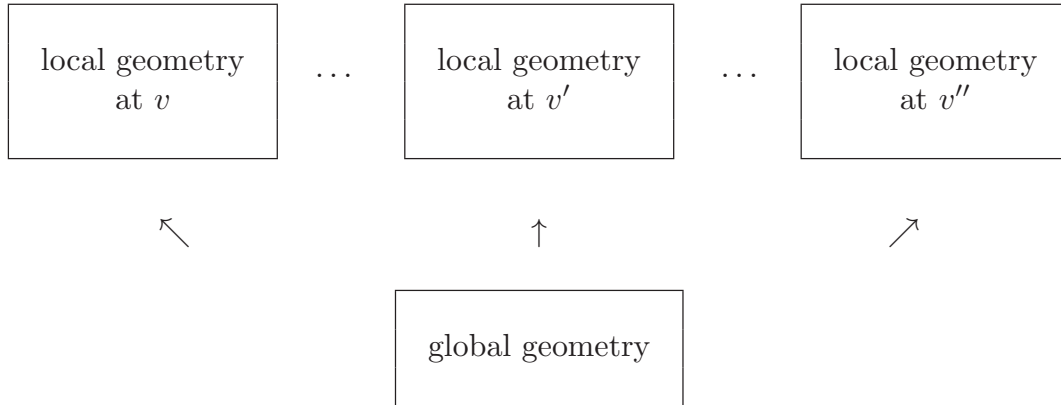 local geometry
at v
...
local geometry
at v′
...
local geometry
at v″
global geometry